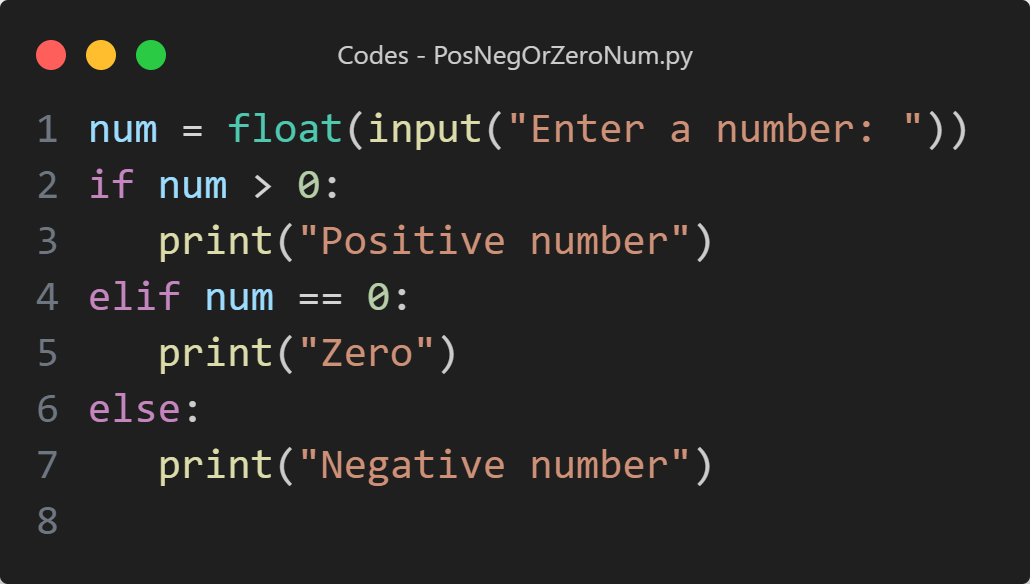 Codes - PosNegOrZeroNum.py
1 num = float(input("Enter a number: "))
2 if num > 0:
3    print("Positive number")
4 elif num == 0:
5    print("Zero")
6 else:
7    print("Negative number")
8